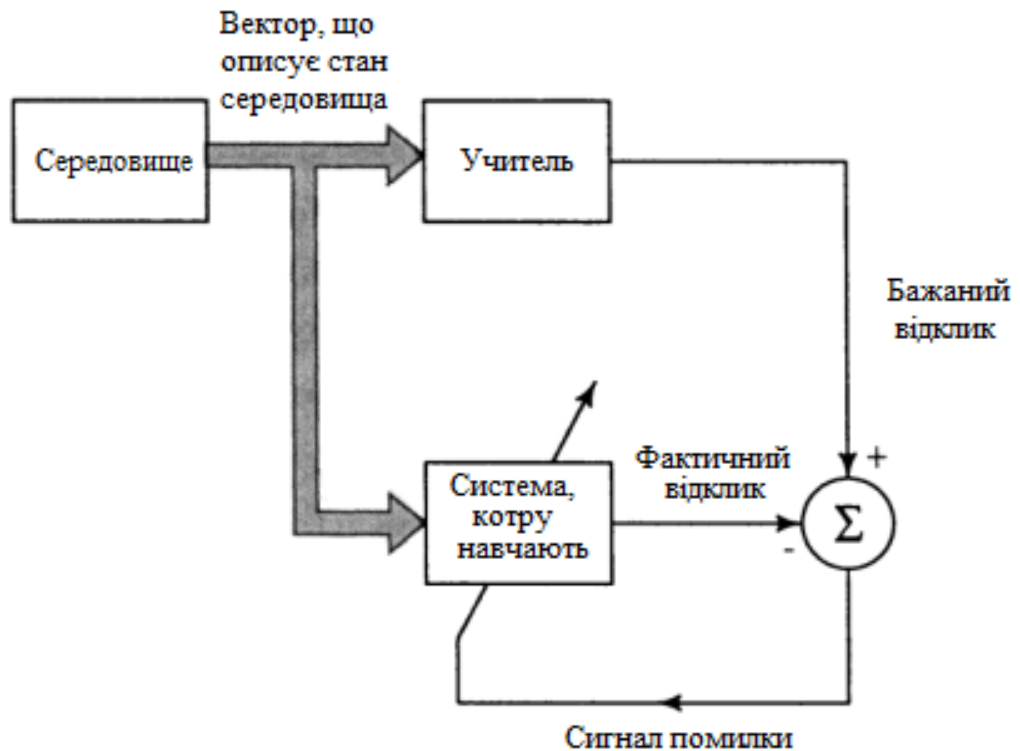 Вектор, що
описує стан
середовища
Середовище
Учитель
Бажаний
відклик
+
Фактичний
відклик
Система,
котру
навчають
Σ
-
Сигнал помилки